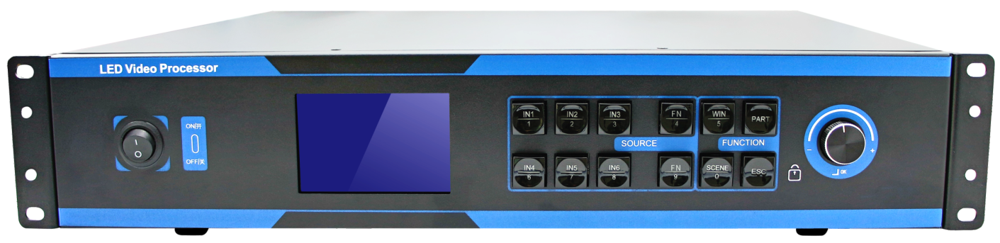 LED Video Processor
ON/开
OFF/关
IN1
1
IN2
2
IN3
3
FN
4
WIN
5
PART
SOURCE
FUNCTION
IN4
6
IN5
7
IN6
8
FN
9
SCENE
0
ESC
- +
OK